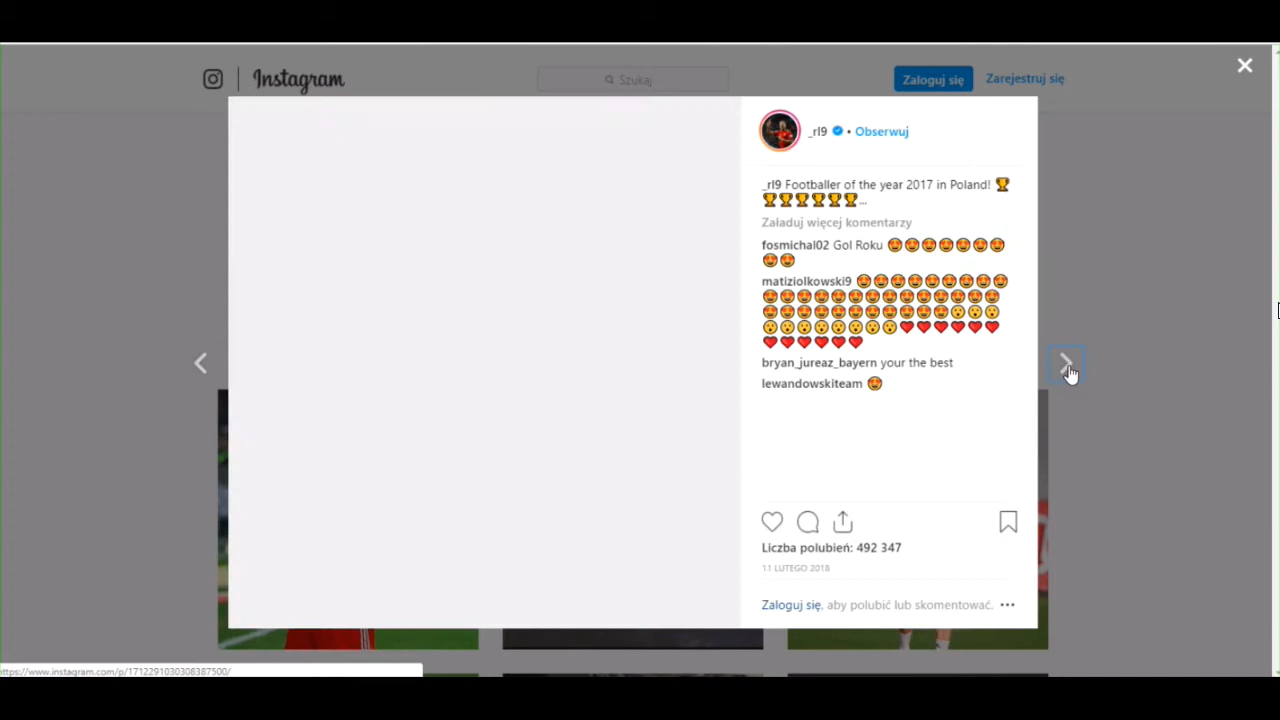 Instagram
Szukaj
Zaloguj się
Zarejestruj się
_rl9 • Obserwuj
_rl9 Footballer of the year 2017 in Poland! 🏆
🏆🏆🏆🏆🏆🏆...
Załaduj więcej komentarzy
fosmichal02 Gol Roku 😍😍😍😍😍😍😍
😍😍
matiziolkowski9 😍😍😍😍😍😍😍😍😍
😍😍😍😍😍😍😍😍😍😍😍😍😍😍
😍😍😍😍😍😍😍😍😍😍😍😮😮😮
😮😮😮😮😮😮😮😮❤️❤️❤️❤️❤️❤️
❤️❤️❤️❤️❤️❤️
bryan_jureaz_bayern your the best
lewandowskiteam 😍
Liczba polubień: 492 347
11 LUTEGO 2018
Zaloguj się, aby polubić lub skomentować.
https://www.instagram.com/p/1712291030308387500/